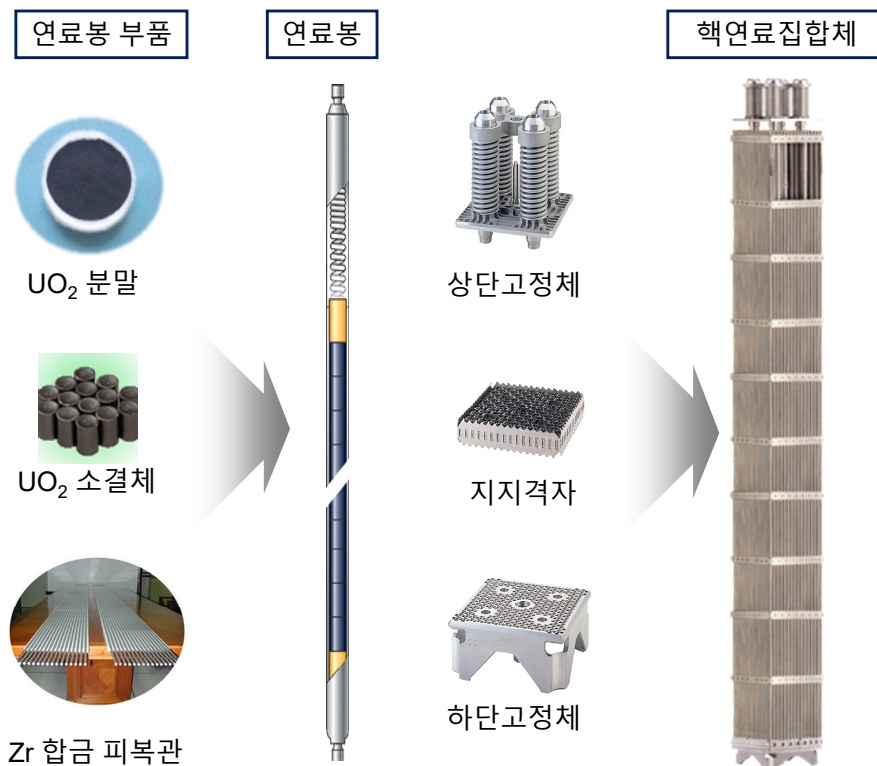 연료봉 부품
연료봉
핵연료집합체
UO₂ 분말
상단고정체
UO₂ 소결체
지지격자
하단고정체
Zr 합금 피복관